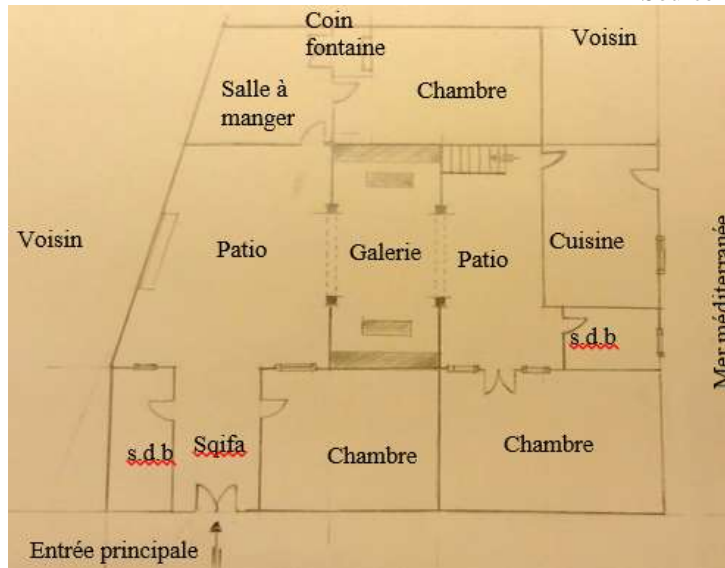 Coin
fontaine
Voisin
Salle à
manger
Chambre
Voisin
Patio
Galerie
Patio
Cuisine
Mer méditerranée
s.d.b
s.d.b
Sqifa
Chambre
Chambre
Entrée principale